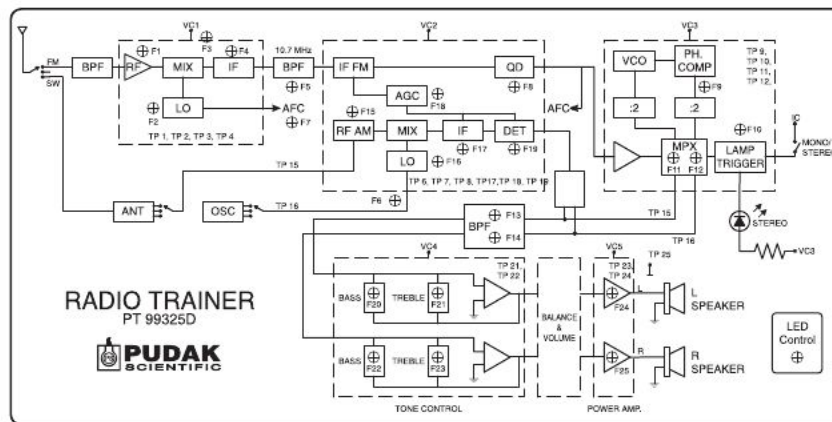 VC1
VC2
VC3
FM
SW
BPF
RF
F1
MIX
F3
F4
IF
10.7 MHz
BPF
F5
IF FM
QD
F8
VCO
PH.
COMP
TP 9,
TP 10,
TP 11,
TP 12,
F2
LO
AFC
F7
AGC
F18
AFC
:2
:2
F9
F15
RF AM
MIX
IF
F17
DET
F19
F10
IC
MONO/
STEREO
MPX
F11
F12
LAMP
TRIGGER
TP 1, TP 2, TP 3, TP 4
LO
F16
TP 15
TP 6, TP 7, TP 8, TP17, TP 18, TP 19
F6
ANT
OSC
TP 16
BPF
F13
F14
TP 15
TP 16
STEREO
VC3
VC4
VC5
TP 21,
TP 22
TP 23,
TP 24
TP 25
BASS
F20
TREBLE
F21
BALANCE
&
VOLUME
F24
L
L
SPEAKER
BASS
F22
TREBLE
F23
F25
R
R
SPEAKER
TONE CONTROL
POWER AMP.
RADIO TRAINER
PT 99325D
PUDAK
SCIENTIFIC
LED
Control